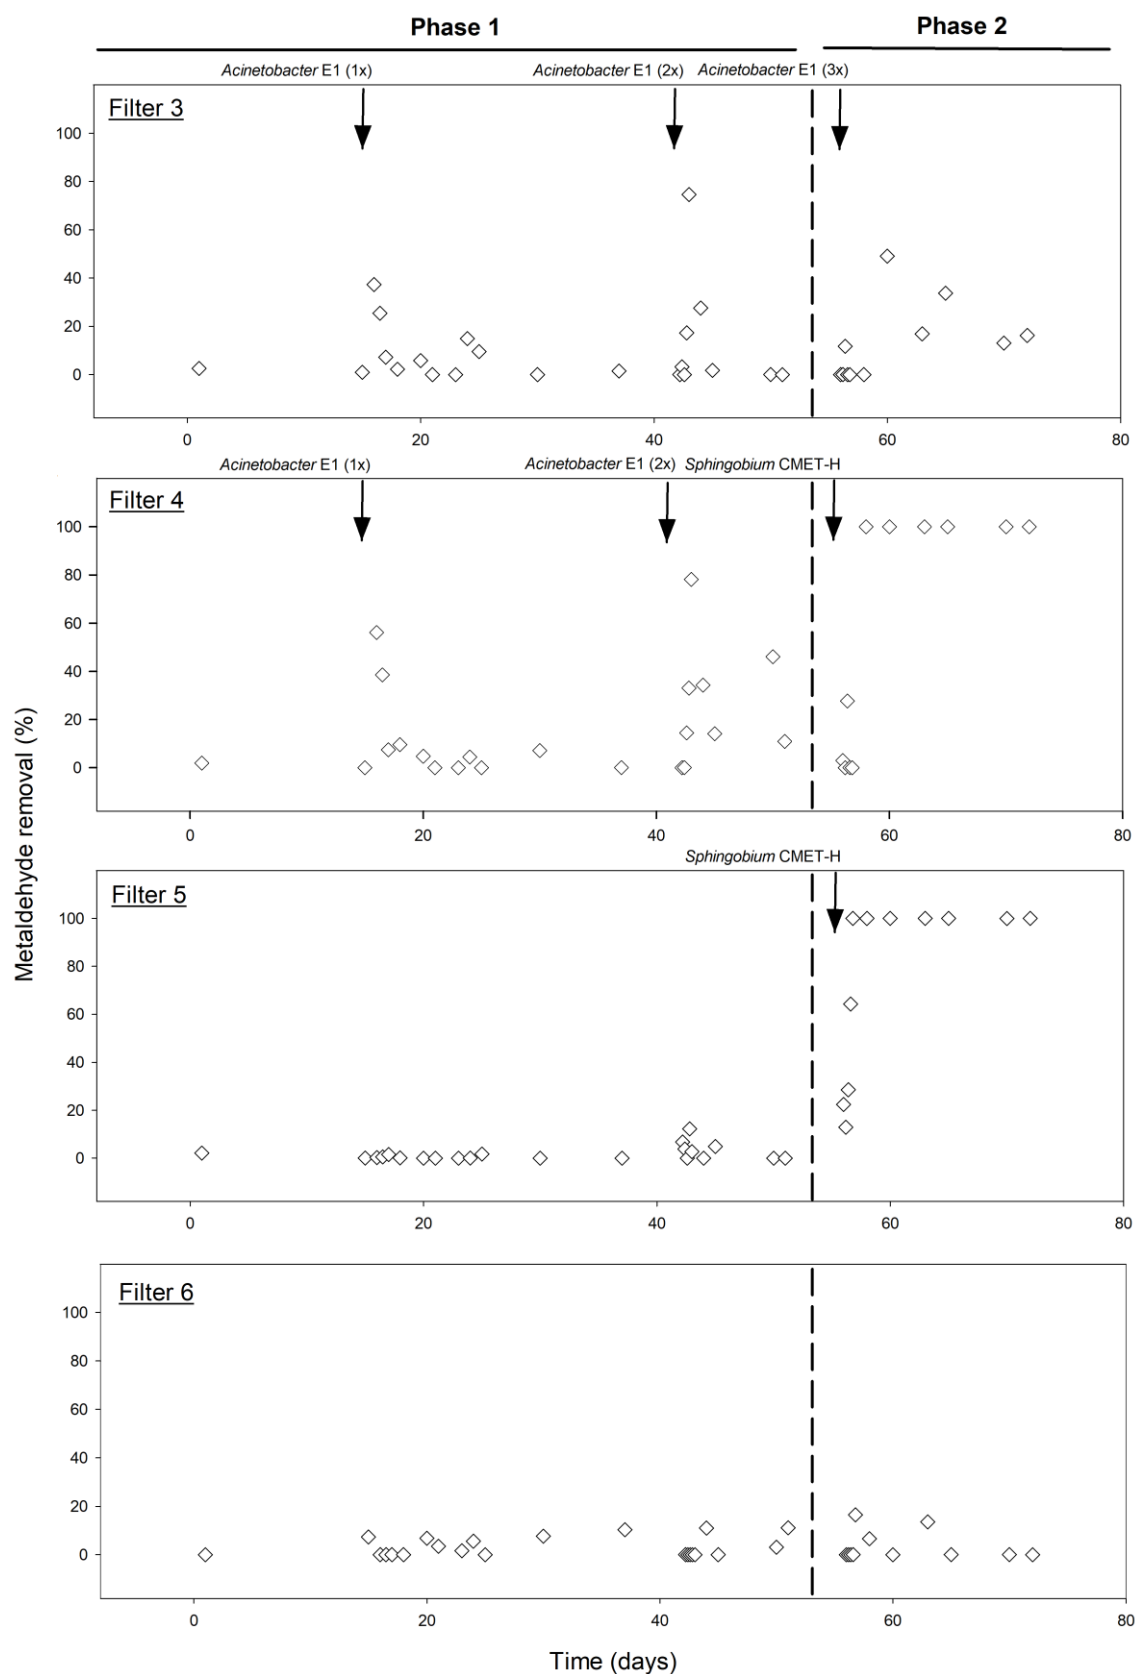 Phase 1
Phase 2
Acinetobacter E1 (1x)
Acinetobacter E1 (2x)
Acinetobacter E1 (3x)
Filter 3
100
80
60
40
20
0
0
20
40
60
80
Acinetobacter E1 (1x)
Acinetobacter E1 (2x)
Sphingobium CMET-H
Filter 4
100
80
60
40
20
0
0
20
40
60
80
Sphingobium CMET-H
Filter 5
100
80
60
40
20
0
0
20
40
60
80
Filter 6
100
80
60
40
20
0
0
20
40
60
80
Metaldehyde removal (%)
Time (days)